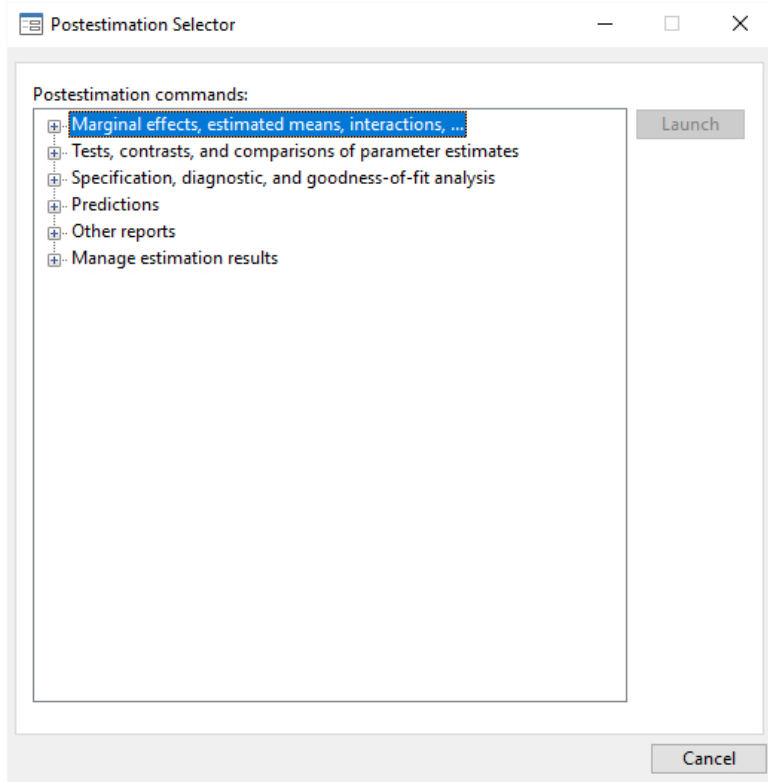 Postestimation Selector
Postestimation commands:
Marginal effects, estimated means, interactions, ...
Launch
Tests, contrasts, and comparisons of parameter estimates
Specification, diagnostic, and goodness-of-fit analysis
Predictions
Other reports
Manage estimation results
Cancel